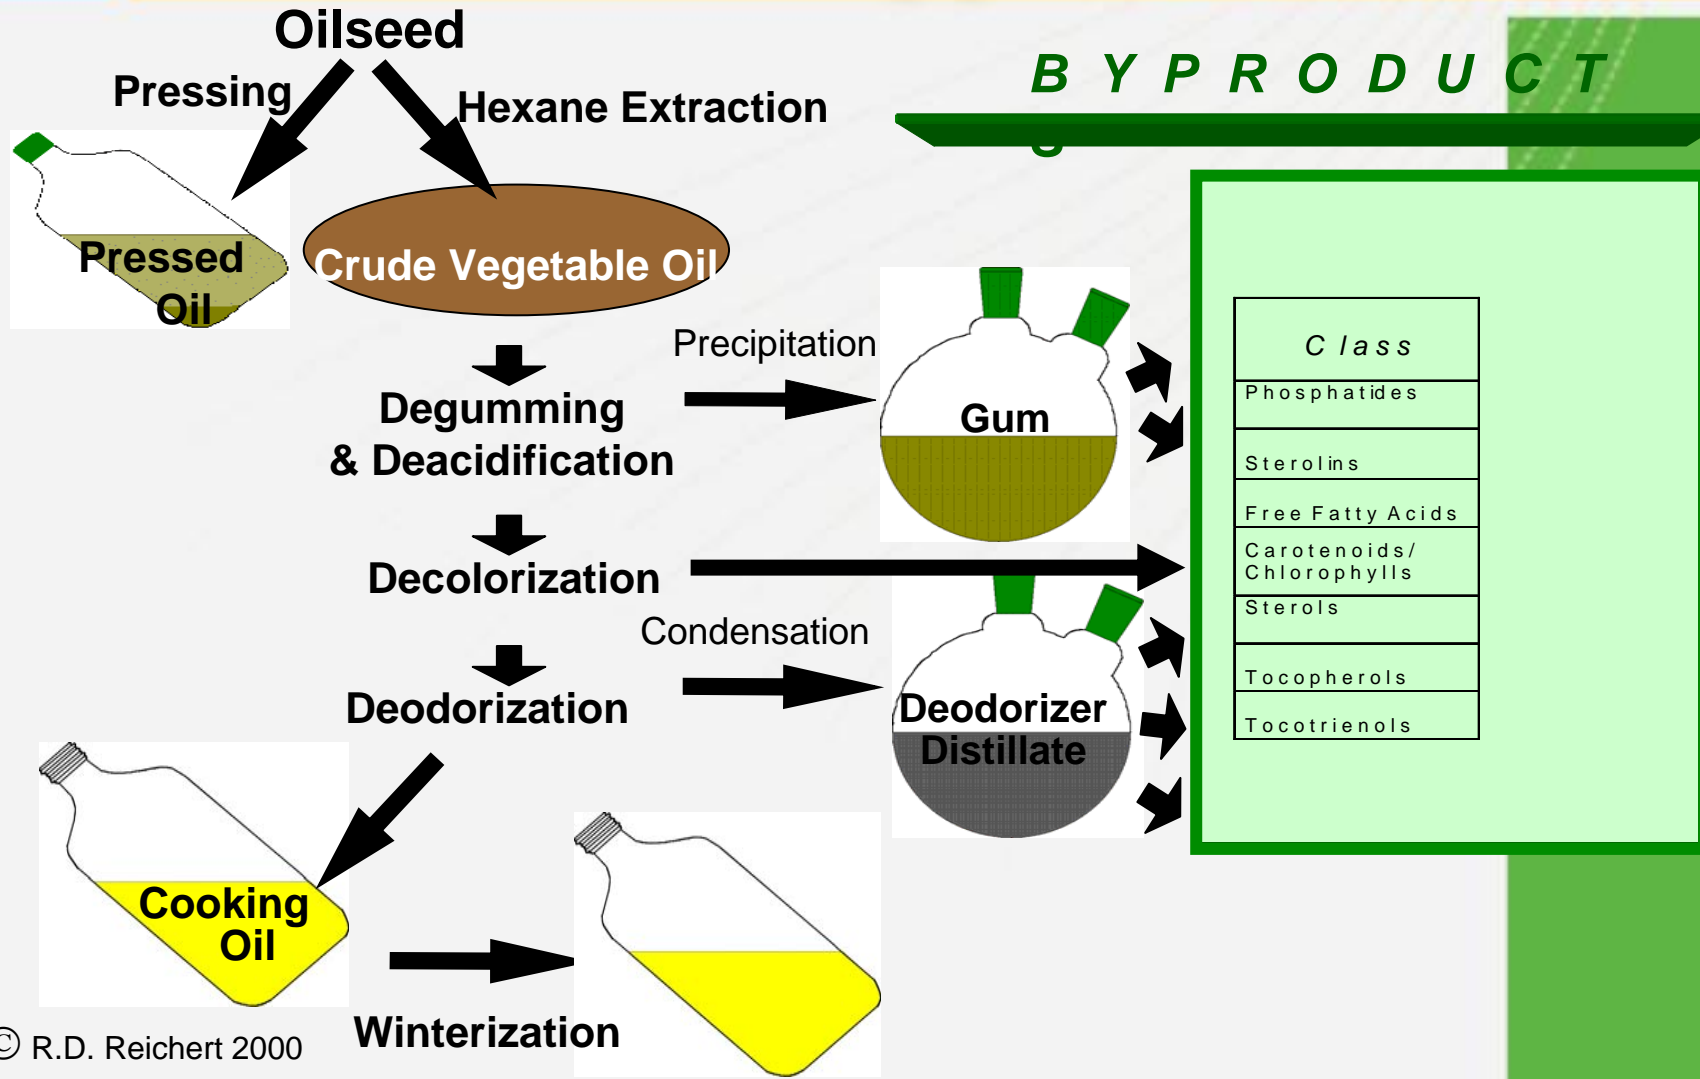 Oilseed
B Y P R O D U C T
S
Pressing
Hexane Extraction
Pressed
Oil
Crude Vegetable Oil
Precipitation
Degumming
& Deacidification
Gum
Decolorization
Condensation
Deodorization
Deodorizer
Distillate
Class
Phosphatides
Sterolins
Free Fatty Acids
Carotenoids/
Chlorophylls
Sterols
Tocopherols
Tocotrienols
Cooking
Oil
Winterization
© R.D. Reichert 2000